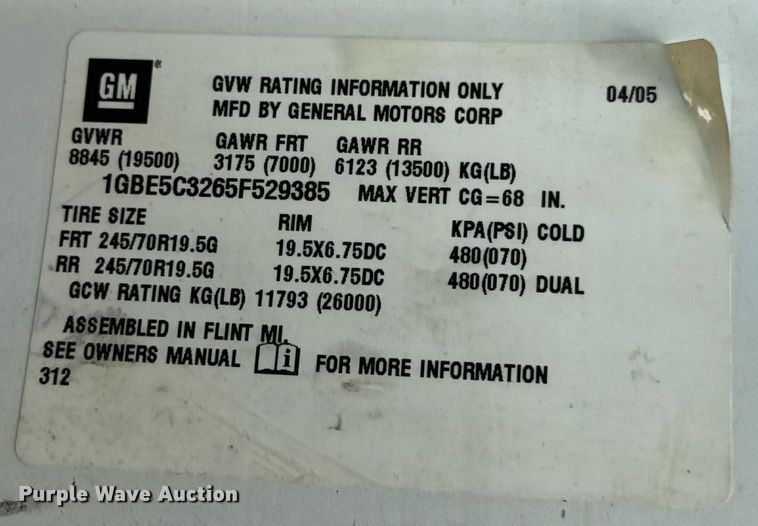 GM ®
GVW RATING INFORMATION ONLY 04/05
MFD BY GENERAL MOTORS CORP
GVWR GAWR FRT GAWR RR
8845 (19500) 3175 (7000) 6123 (13500) KG(LB)
1GBE5C3265F529385 MAX VERT CG=68 IN.
TIRE SIZE RIM KPA(PSI) COLD
FRT 245/70R19.5G 19.5X6.75DC 480(070)
RR 245/70R19.5G 19.5X6.75DC 480(070) DUAL
GCW RATING KG(LB) 11793 (26000)
ASSEMBLED IN FLINT MI.
SEE OWNERS MANUAL i FOR MORE INFORMATION
312
Purple Wave Auction